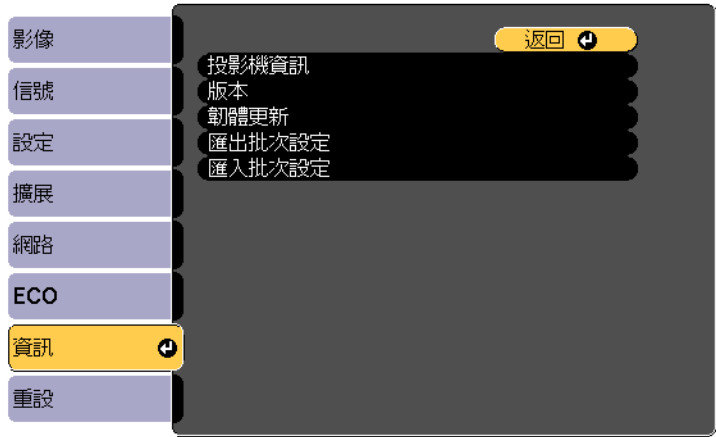 影像
信號
設定
擴展
網路
ECO
資訊
重設
返回
投影機資訊
版本
韌體更新
匯出批次設定
匯入批次設定